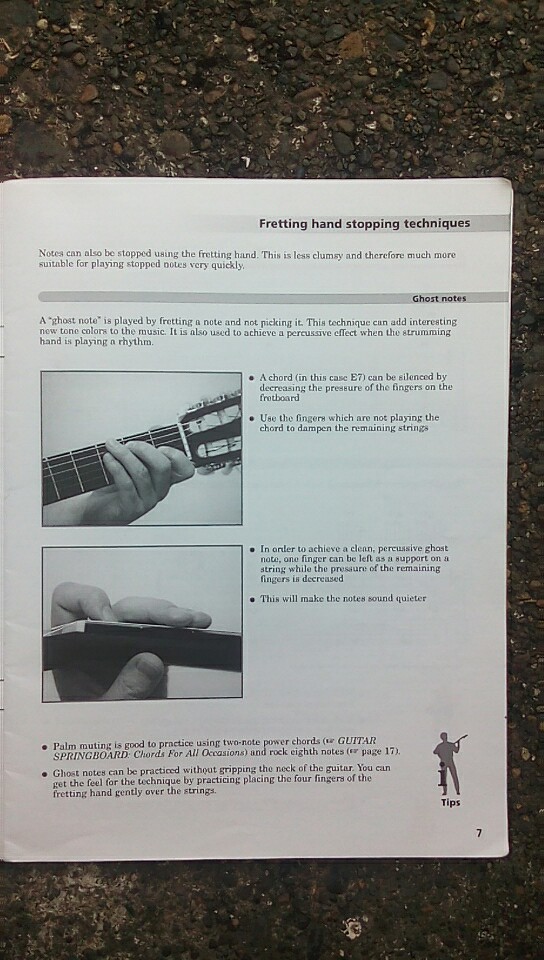 Fretting hand stopping techniques
Notes can also be stopped using the fretting hand. This is less clumsy and therefore much more
suitable for playing stopped notes very quickly.
Ghost notes
A "ghost note" is played by fretting a note and not picking it. This technique can add interesting
new tone colors to the music. It is also used to achieve a percussive effect when the strumming
hand is playing a rhythm.
• A chord (in this case E7) can be silenced by
decreasing the pressure of the fingers on the
fretboard
• Use the fingers which are not playing the
chord to dampen the remaining
strings
• In order to achieve a clean, percussive ghost
note, one finger can be left as a support on a
string while the pressure of the remaining
fingers is decreased
• This will make the notes sound quieter
• Palm muting is good to practice using two-note power chords (☞ GUITAR
SPRINGBOARD: Chords For All Occasions) and rock eighth notes (☞ page 17).
• Ghost notes can be practiced without gripping the neck of the guitar. You can
get the feel for the technique by practicing placing the four fingers of the
fretting hand gently over the strings.
i
Tips
7